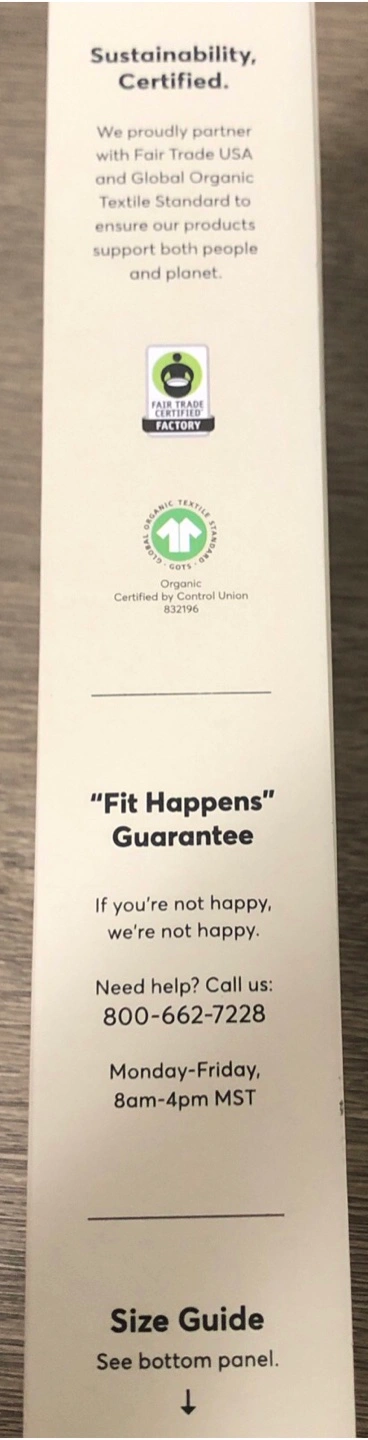 Sustainability,
Certified.
We proudly partner
with Fair Trade USA
and Global Organic
Textile Standard to
ensure our products
support both people
and planet.
FAIR TRADE
CERTIFIED
FACTORY
GLOBAL ORGANIC TEXTILE STANDARD · GOTS ·
Organic
Certified by Control Union
832196
“Fit Happens”
Guarantee
If you're not happy,
we're not happy.
Need help? Call us:
800-662-7228
Monday-Friday,
8am-4pm MST
Size Guide
See bottom panel.
↓